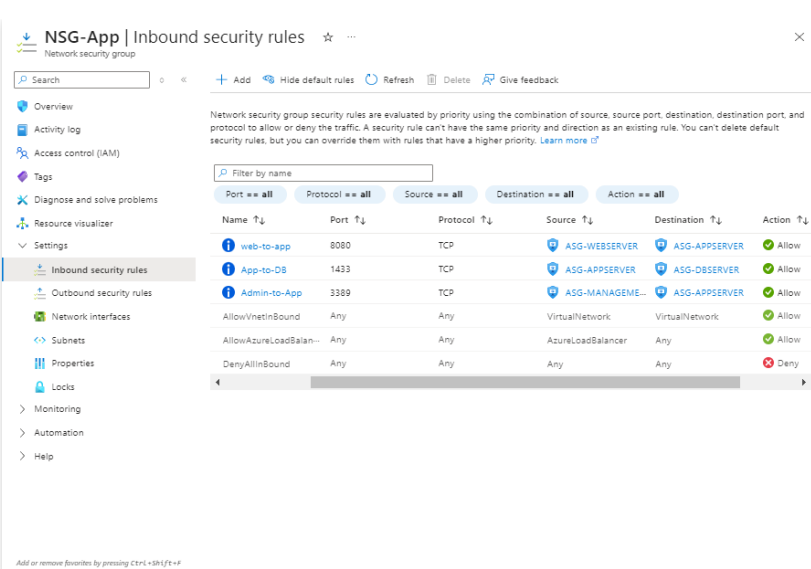 NSG-App | Inbound security rules ☆ ...
Network security group
Search
Overview
Activity log
Access control (IAM)
Tags
Diagnose and solve problems
Resource visualizer
Settings
Inbound security rules
Outbound security rules
Network interfaces
Subnets
Properties
Locks
Monitoring
Automation
Help
Add or remove favorites by pressing Ctrl+Shift+F
+ Add Hide default rules Refresh Delete Give feedback
Network security group security rules are evaluated by priority using the combination of source, source port, destination, destination port, and
protocol to allow or deny the traffic. A security rule can't have the same priority and direction as an existing rule. You can't delete default
security rules, but you can override them with rules that have a higher priority. Learn more
Filter by name
Port == all Protocol == all Source == all Destination == all Action == all
Name ↑↓ Port ↑↓ Protocol ↑↓ Source ↑↓ Destination ↑↓ Action ↑↓
web-to-app 8080 TCP ASG-WEBSERVER ASG-APPSERVER Allow
App-to-DB 1433 TCP ASG-APPSERVER ASG-DBSERVER Allow
Admin-to-App 3389 TCP ASG-MANAGEME... ASG-APPSERVER Allow
AllowVnetInBound Any Any VirtualNetwork VirtualNetwork Allow
AllowAzureLoadBalan... Any Any AzureLoadBalancer Any Allow
DenyAllInBound Any Any Any Any Deny